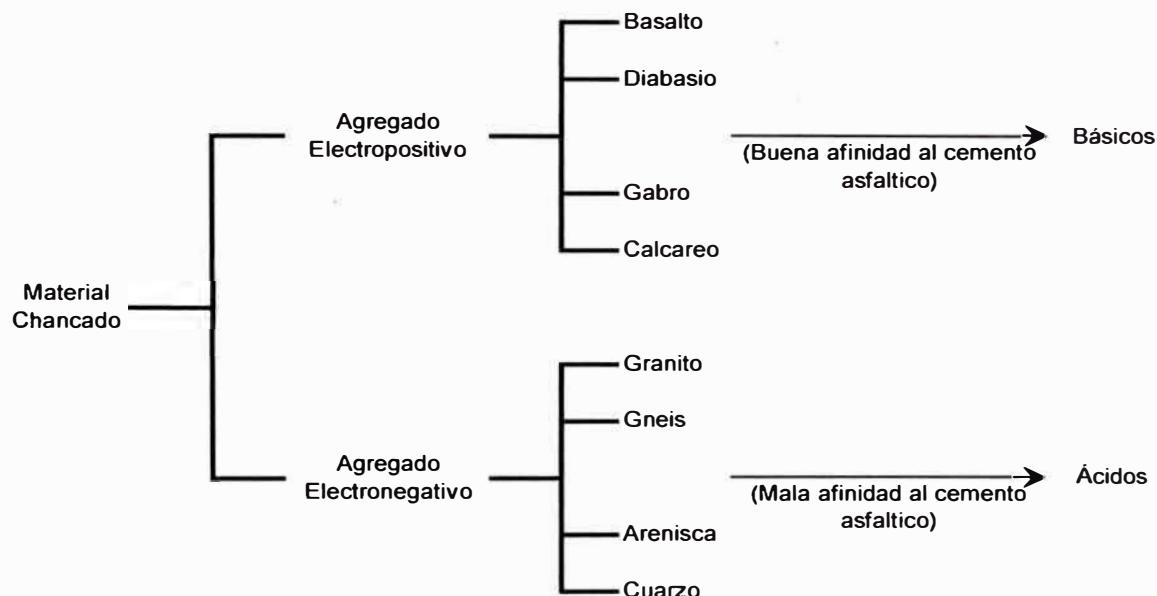 Basalto
Diabasio
Agregado
Electropositivo
(Buena afinidad al cemento
asfaltico)
Básicos
Gabro
Calcareo
Material
Chancado
Granito
Gneis
Agregado
Electronegativo
(Mala afinidad al cemento
asfaltico)
Ácidos
Arenisca
Cuarzo